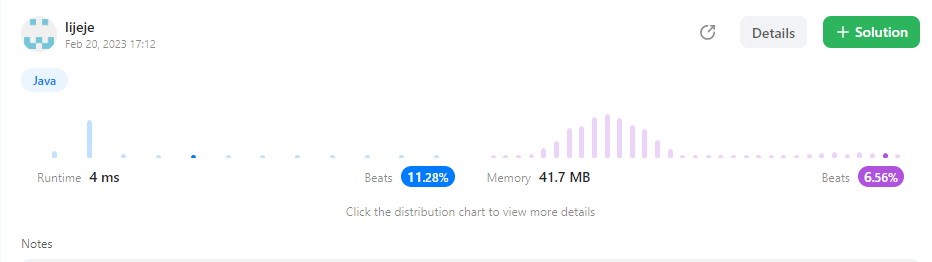 lijeje
Feb 20, 2023 17:12
Details
Solution
Java
Runtime 4 ms Beats 11.28% Memory 41.7 MB Beats 6.56%
Click the distribution chart to view more details
Notes